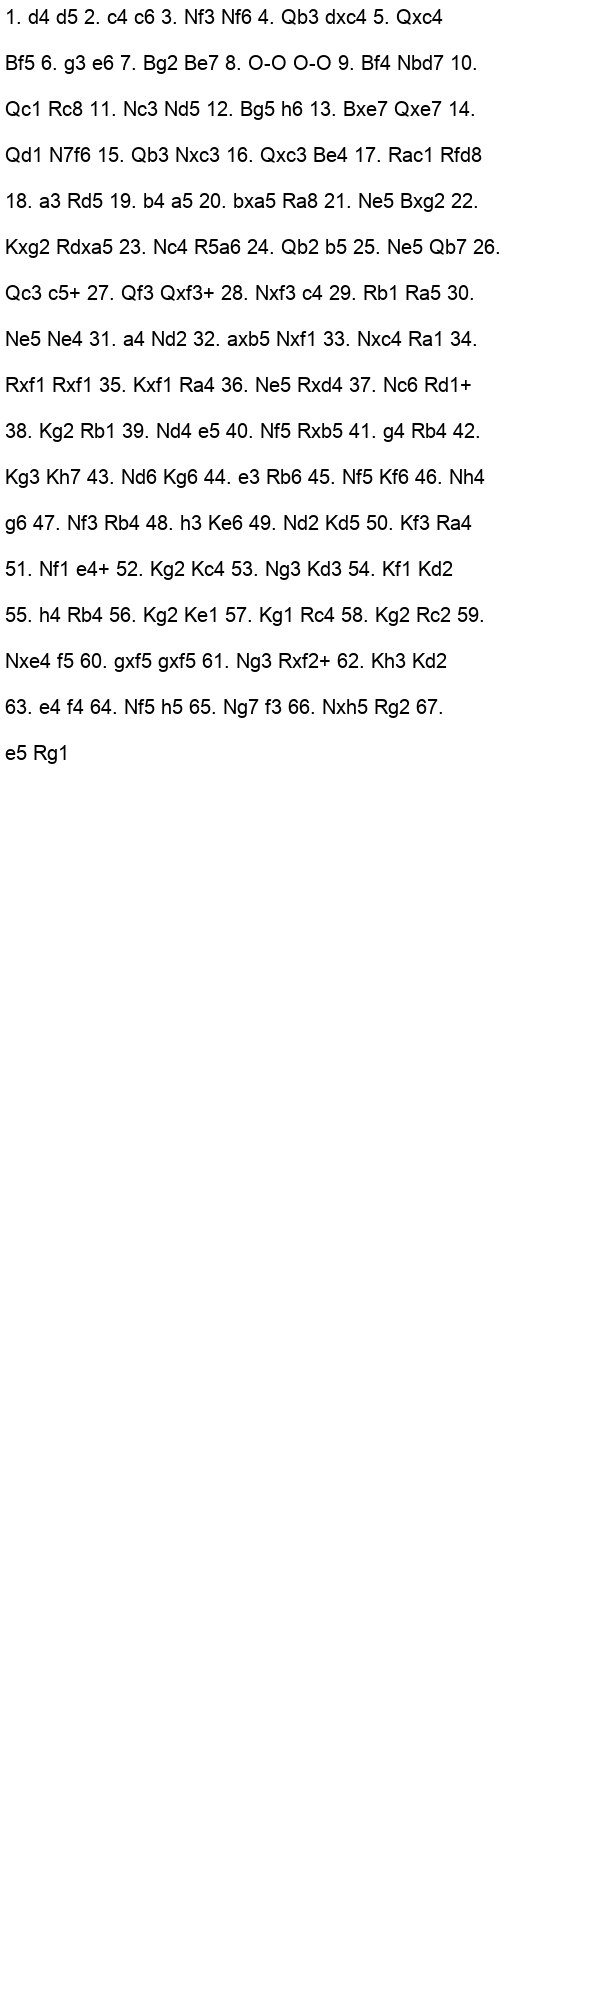 1. d4 d5 2. c4 c6 3. Nf3 Nf6 4. Qb3 dxc4 5. Qxc4
Bf5 6. g3 e6 7. Bg2 Be7 8. O-O O-O 9. Bf4 Nbd7 10.
Qc1 Rc8 11. Nc3 Nd5 12. Bg5 h6 13. Bxe7 Qxe7 14.
Qd1 N7f6 15. Qb3 Nxc3 16. Qxc3 Be4 17. Rac1 Rfd8
18. a3 Rd5 19. b4 a5 20. bxa5 Ra8 21. Ne5 Bxg2 22.
Kxg2 Rdxa5 23. Nc4 R5a6 24. Qb2 b5 25. Ne5 Qb7 26.
Qc3 c5+ 27. Qf3 Qxf3+ 28. Nxf3 c4 29. Rb1 Ra5 30.
Ne5 Ne4 31. a4 Nd2 32. axb5 Nxf1 33. Nxc4 Ra1 34.
Rxf1 Rxf1 35. Kxf1 Ra4 36. Ne5 Rxd4 37. Nc6 Rd1+
38. Kg2 Rb1 39. Nd4 e5 40. Nf5 Rxb5 41. g4 Rb4 42.
Kg3 Kh7 43. Nd6 Kg6 44. e3 Rb6 45. Nf5 Kf6 46. Nh4
g6 47. Nf3 Rb4 48. h3 Ke6 49. Nd2 Kd5 50. Kf3 Ra4
51. Nf1 e4+ 52. Kg2 Kc4 53. Ng3 Kd3 54. Kf1 Kd2
55. h4 Rb4 56. Kg2 Ke1 57. Kg1 Rc4 58. Kg2 Rc2 59.
Nxe4 f5 60. gxf5 gxf5 61. Ng3 Rxf2+ 62. Kh3 Kd2
63. e4 f4 64. Nf5 h5 65. Ng7 f3 66. Nxh5 Rg2 67.
e5 Rg1